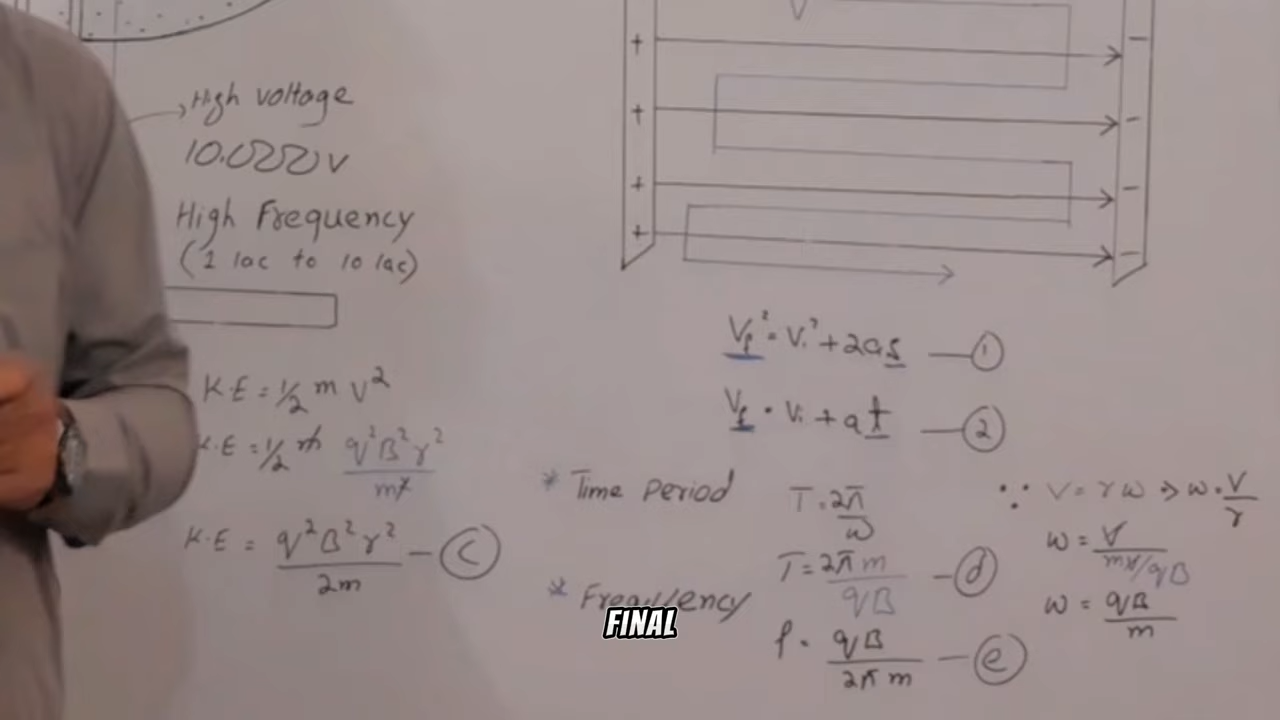 High Voltage
10,000 V
High Frequency
(2 lac to 10 lac)
K.E = 1/2 m V²
K.E = 1/2 m q²B²r²/m²
K.E = q²B²r²/2m — (c)
+ −
+ −
+ −
+ −
V
Vf² = Vi² + 2as — (1)
Vf = Vi + at — (2)
* Time Period T = 2π/ω
T = 2πm/qB — (d)
* Frequency
f = qB/2πm — (e)
∵ V = rω ⇒ ω = V/r
ω = V/mV/qB
ω = qB/m
FINAL